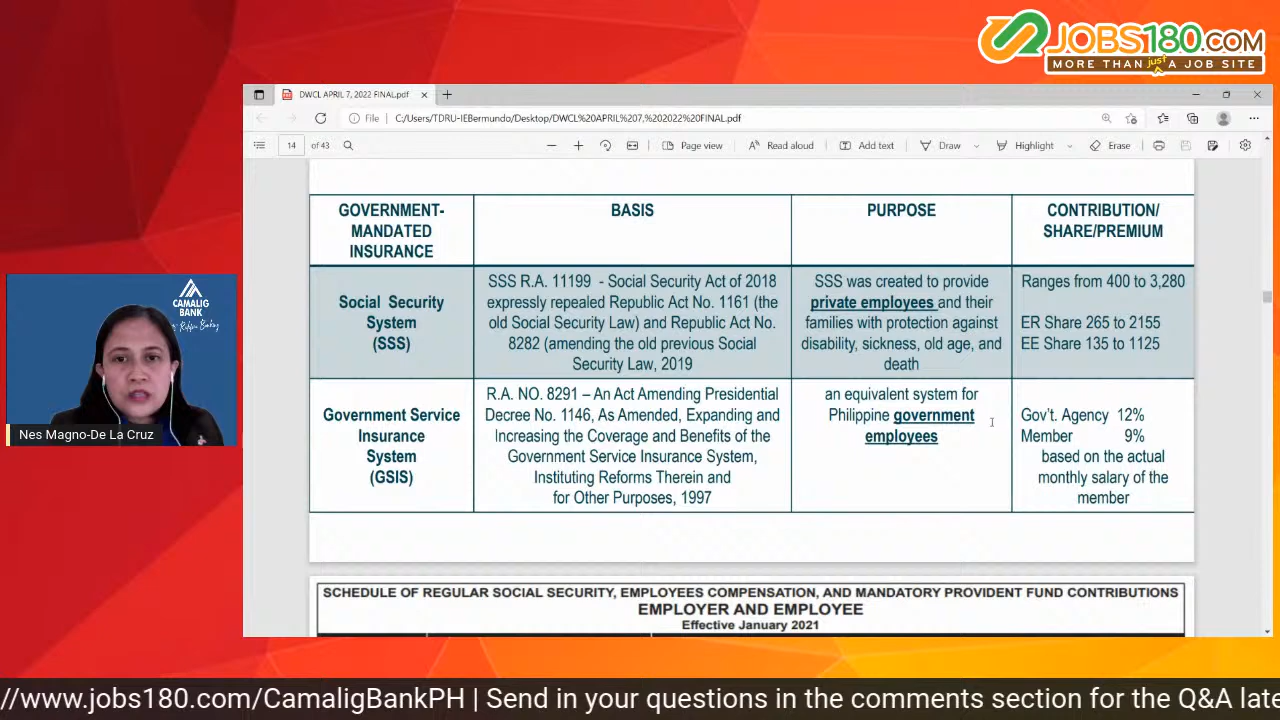 JOBS180.COM
MORE THAN just A JOB SITE
DWCL APRIL 7, 2022 FINAL.pdf
File
C:/Users/TDRU-IEBermundo/Desktop/DWCL%20APRIL%207,%202022%20FINAL.pdf
14 of 43
Page view
Read aloud
Add text
Draw
Highlight
Erase
GOVERNMENT-
MANDATED
INSURANCE
BASIS
PURPOSE
CONTRIBUTION/
SHARE/PREMIUM
Social Security
System
(SSS)
SSS R.A. 11199 - Social Security Act of 2018
expressly repealed Republic Act No. 1161 (the
old Social Security Law) and Republic Act No.
8282 (amending the old previous Social
Security Law, 2019
SSS was created to provide
private employees and their
families with protection against
disability, sickness, old age, and
death
Ranges from 400 to 3,280
ER Share 265 to 2155
EE Share 135 to 1125
Government Service
Insurance
System
(GSIS)
R.A. NO. 8291 – An Act Amending Presidential
Decree No. 1146, As Amended, Expanding and
Increasing the Coverage and Benefits of the
Government Service Insurance System,
Instituting Reforms Therein and
for Other Purposes, 1997
an equivalent system for
Philippine government
employees
Gov't. Agency 12%
Member 9%
based on the actual
monthly salary of the
member
SCHEDULE OF REGULAR SOCIAL SECURITY, EMPLOYEES COMPENSATION, AND MANDATORY PROVIDENT FUND CONTRIBUTIONS
EMPLOYER AND EMPLOYEE
Effective January 2021
CAMALIG
BANK
Nes Magno-De La Cruz
//www.jobs180.com/CamaligBankPH | Send in your questions in the comments section for the Q&A late